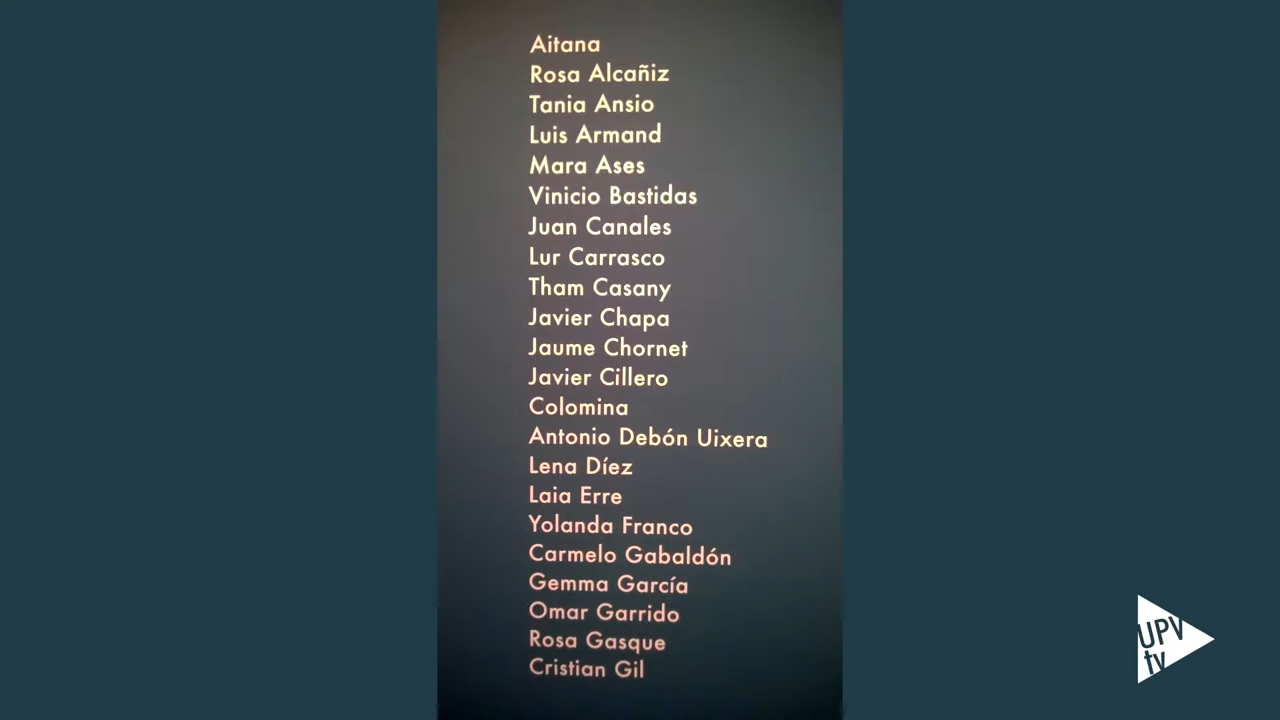 Aitana
Rosa Alcañiz
Tania Ansio
Luis Armand
Mara Ases
Vinicio Bastidas
Juan Canales
Lur Carrasco
Tham Casany
Javier Chapa
Jaume Chornet
Javier Cillero
Colomina
Antonio Debón Uixera
Lena Díez
Laia Erre
Yolanda Franco
Carmelo Gabaldón
Gemma García
Omar Garrido
Rosa Gasque
Cristian Gil
UPV
tv